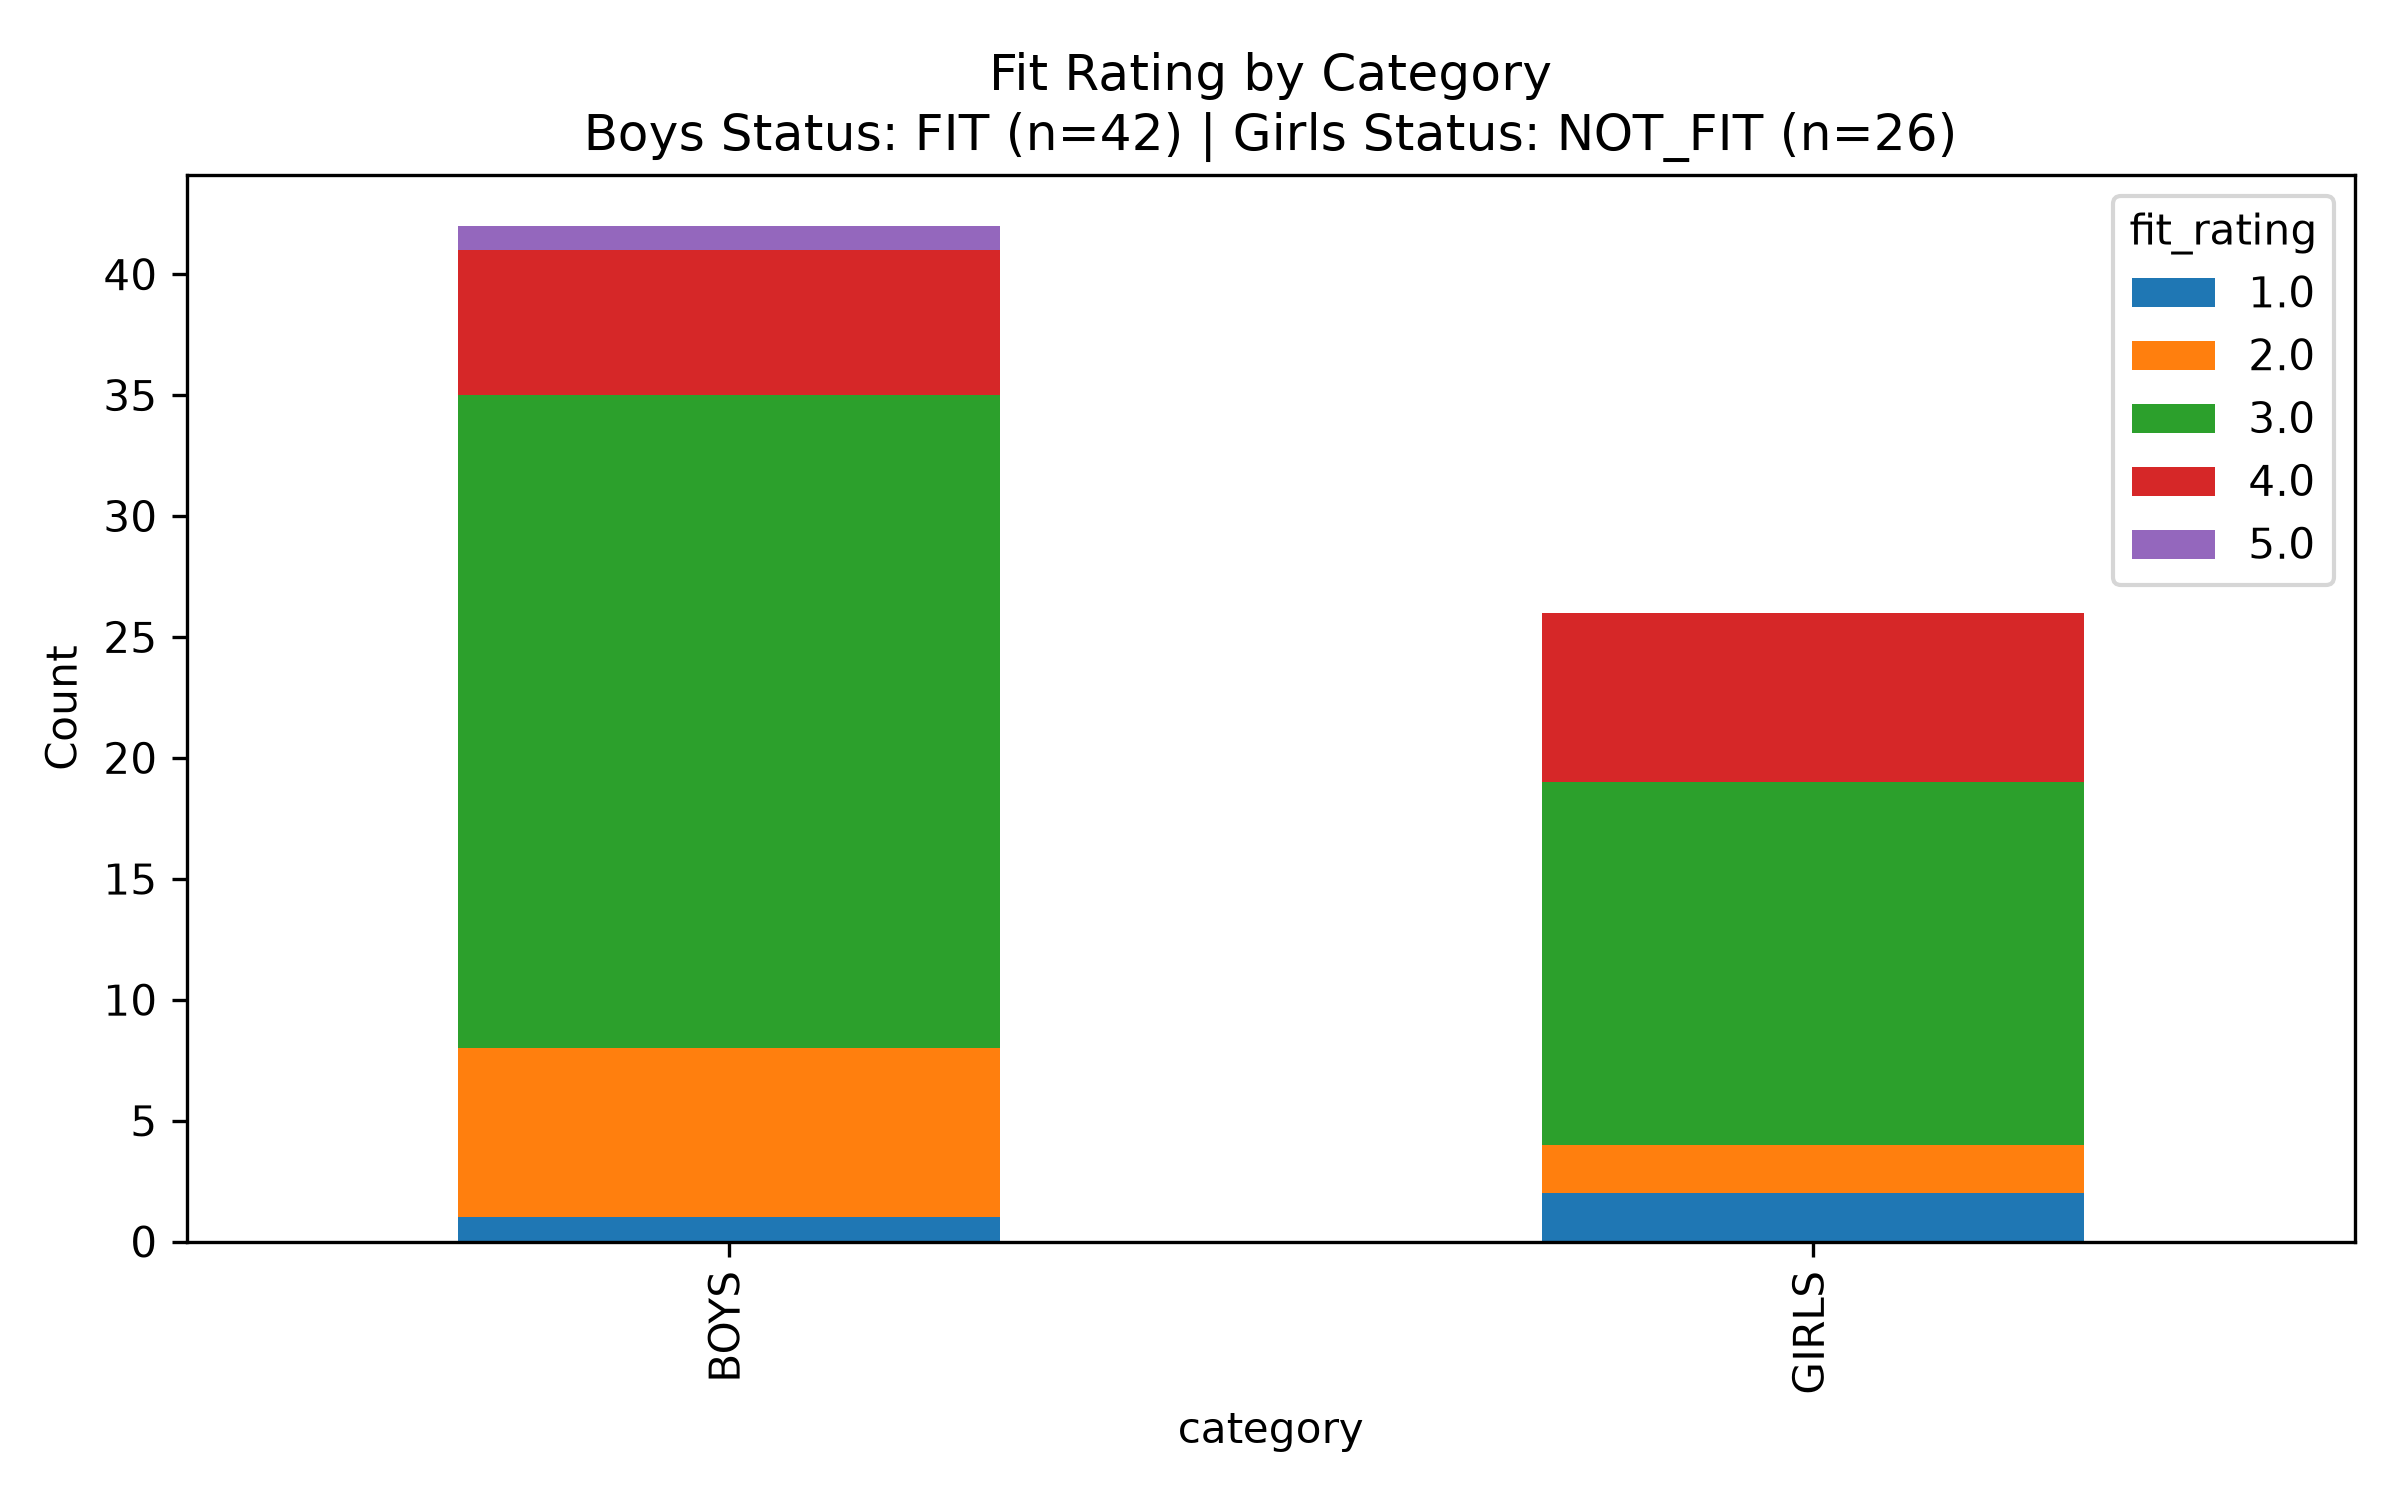 Fit Rating by Category
Boys Status: FIT (n=42) | Girls Status: NOT_FIT (n=26)
fit_rating
1.0
2.0
3.0
4.0
5.0
Count
40
35
30
25
20
15
10
5
0
BOYS
GIRLS
category